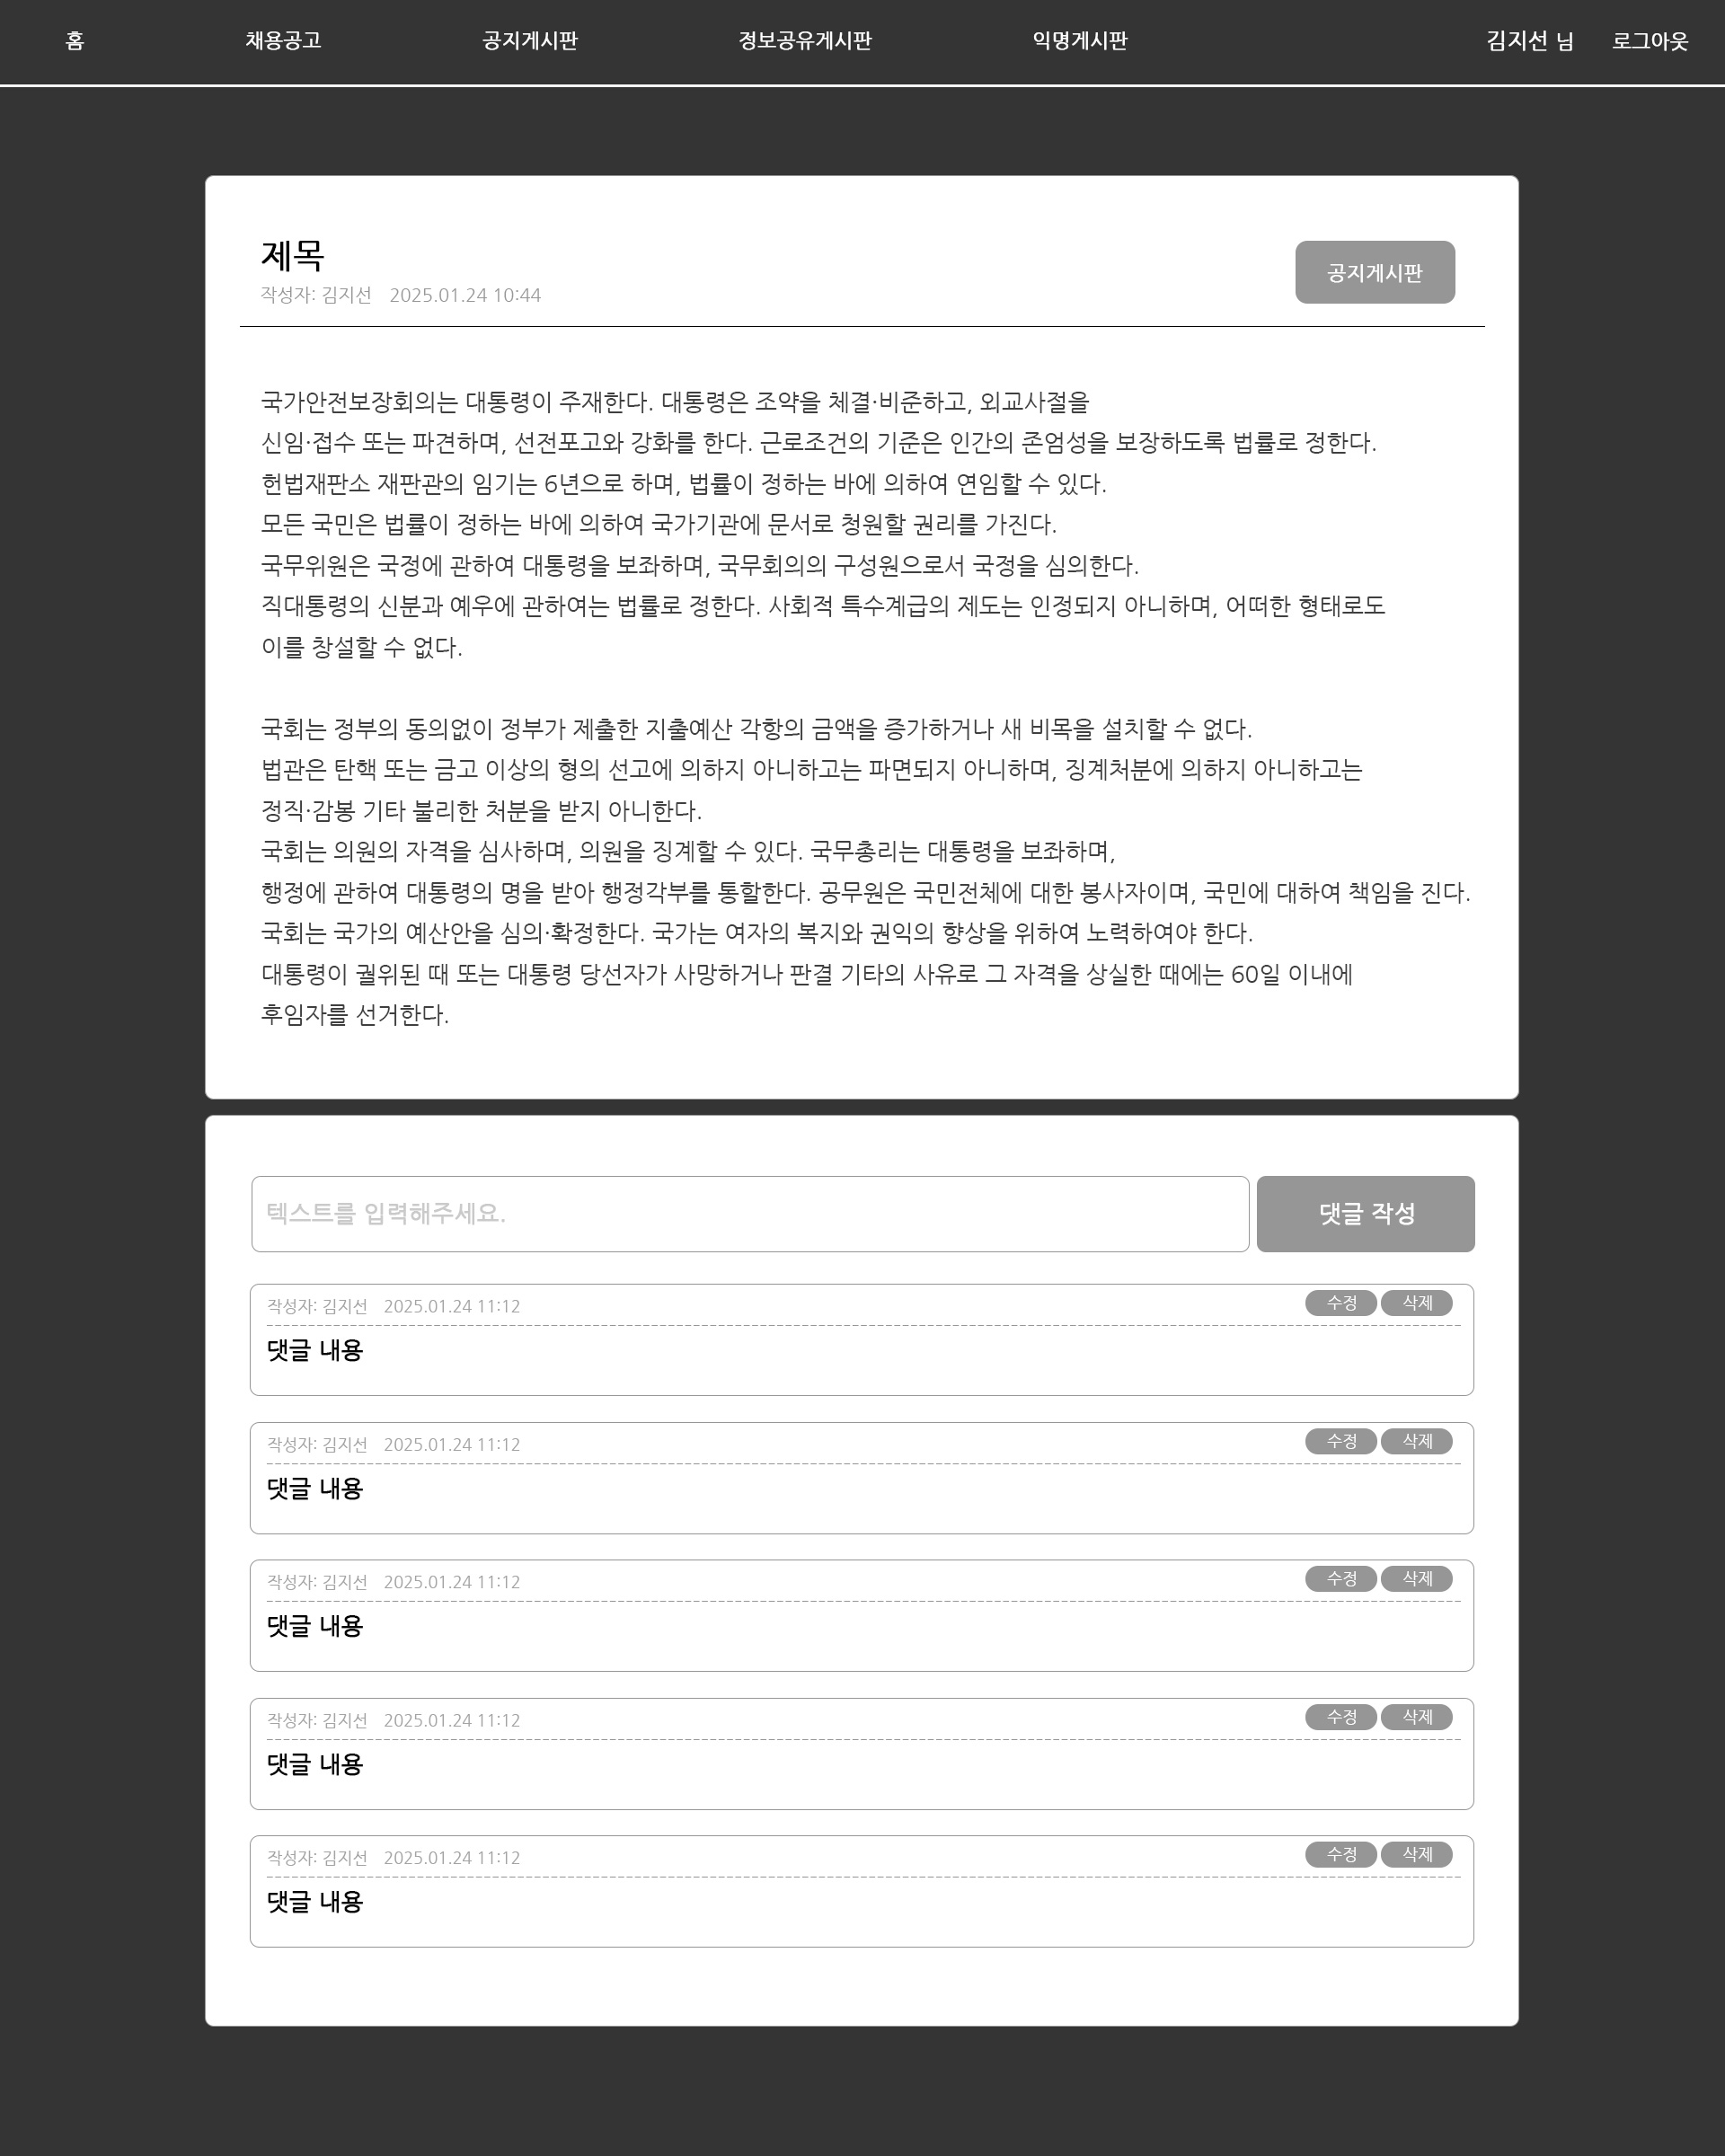 홈 채용공고 공지게시판 정보공유게시판 익명게시판 김지선 님 로그아웃
제목
공지게시판
작성자: 김지선 2025.01.24 10:44
국가안전보장회의는 대통령이 주재한다. 대통령은 조약을 체결·비준하고, 외교사절을
신임·접수 또는 파견하며, 선전포고와 강화를 한다. 근로조건의 기준은 인간의 존엄성을 보장하도록 법률로 정한다.
헌법재판소 재판관의 임기는 6년으로 하며, 법률이 정하는 바에 의하여 연임할 수 있다.
모든 국민은 법률이 정하는 바에 의하여 국가기관에 문서로 청원할 권리를 가진다.
국무위원은 국정에 관하여 대통령을 보좌하며, 국무회의의 구성원으로서 국정을 심의한다.
직대통령의 신분과 예우에 관하여는 법률로 정한다. 사회적 특수계급의 제도는 인정되지 아니하며, 어떠한 형태로도
이를 창설할 수 없다.
국회는 정부의 동의없이 정부가 제출한 지출예산 각항의 금액을 증가하거나 새 비목을 설치할 수 없다.
법관은 탄핵 또는 금고 이상의 형의 선고에 의하지 아니하고는 파면되지 아니하며, 징계처분에 의하지 아니하고는
정직·감봉 기타 불리한 처분을 받지 아니한다.
국회는 의원의 자격을 심사하며, 의원을 징계할 수 있다. 국무총리는 대통령을 보좌하며,
행정에 관하여 대통령의 명을 받아 행정각부를 통할한다. 공무원은 국민전체에 대한 봉사자이며, 국민에 대하여 책임을 진다.
국회는 국가의 예산안을 심의·확정한다. 국가는 여자의 복지와 권익의 향상을 위하여 노력하여야 한다.
대통령이 궐위된 때 또는 대통령 당선자가 사망하거나 판결 기타의 사유로 그 자격을 상실한 때에는 60일 이내에
후임자를 선거한다.
텍스트를 입력해주세요. 댓글 작성
작성자: 김지선 2025.01.24 11:12 수정 삭제
댓글 내용
작성자: 김지선 2025.01.24 11:12 수정 삭제
댓글 내용
작성자: 김지선 2025.01.24 11:12 수정 삭제
댓글 내용
작성자: 김지선 2025.01.24 11:12 수정 삭제
댓글 내용
작성자: 김지선 2025.01.24 11:12 수정 삭제
댓글 내용